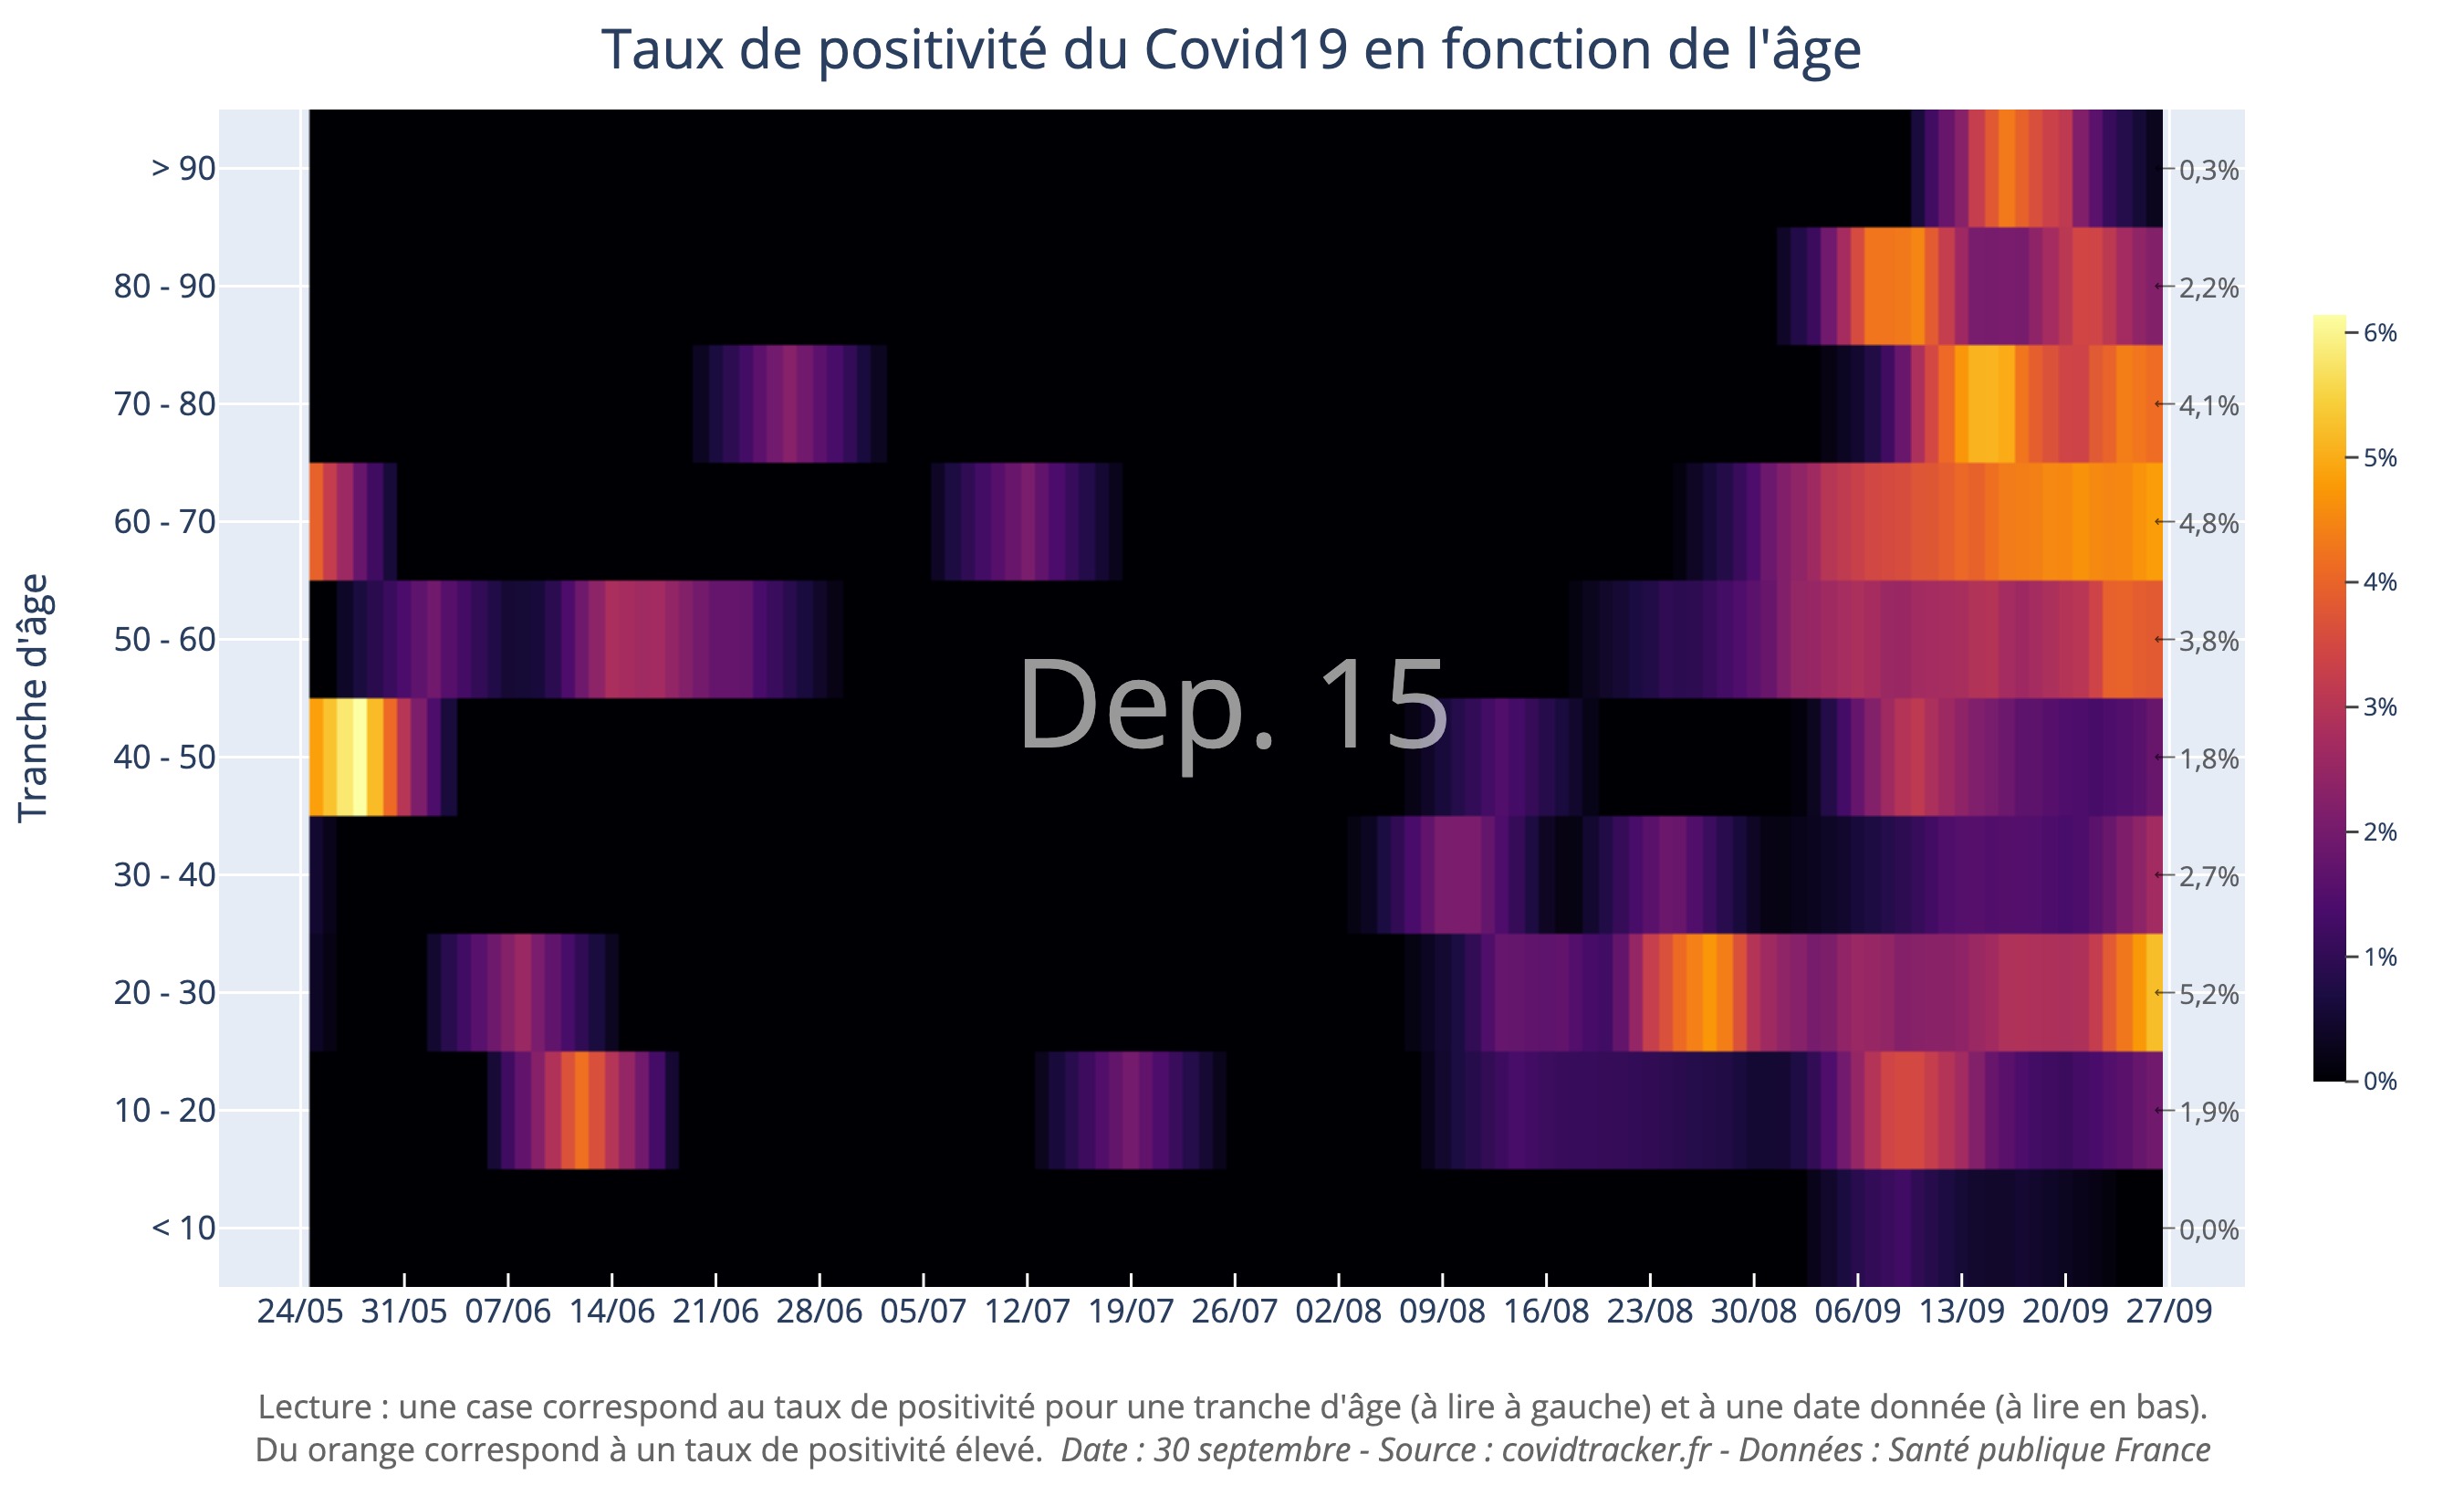 Taux de positivité du Covid19 en fonction de l'âge
Tranche d'âge
> 90
80 - 90
70 - 80
60 - 70
50 - 60
40 - 50
30 - 40
20 - 30
10 - 20
< 10
Dep. 15
0,3%
2,2%
4,1%
4,8%
3,8%
1,8%
2,7%
5,2%
1,9%
0,0%
6%
5%
4%
3%
2%
1%
0%
24/05 31/05 07/06 14/06 21/06 28/06 05/07 12/07 19/07 26/07 02/08 09/08 16/08 23/08 30/08 06/09 13/09 20/09 27/09
Lecture : une case correspond au taux de positivité pour une tranche d'âge (à lire à gauche) et à une date donnée (à lire en bas).
Du orange correspond à un taux de positivité élevé. Date : 30 septembre - Source : covidtracker.fr - Données : Santé publique France